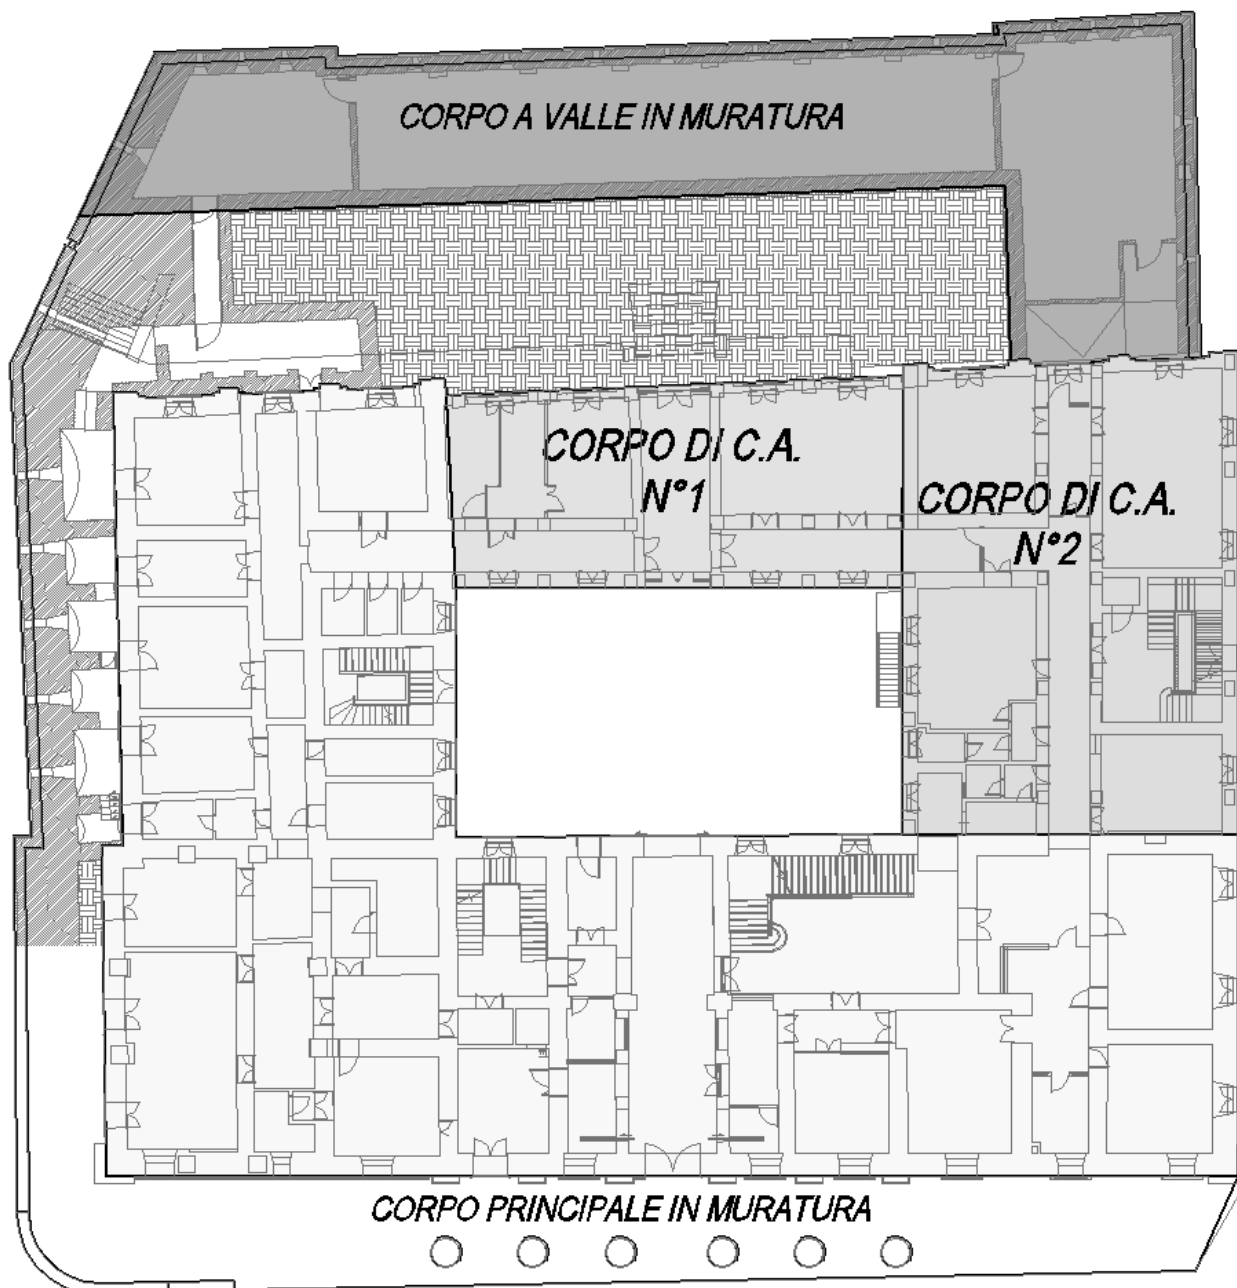 CORPO A VALLE IN MURATURA
CORPO DI C.A.
N°1
CORPO DI C.A.
N°2
CORPO PRINCIPALE IN MURATURA